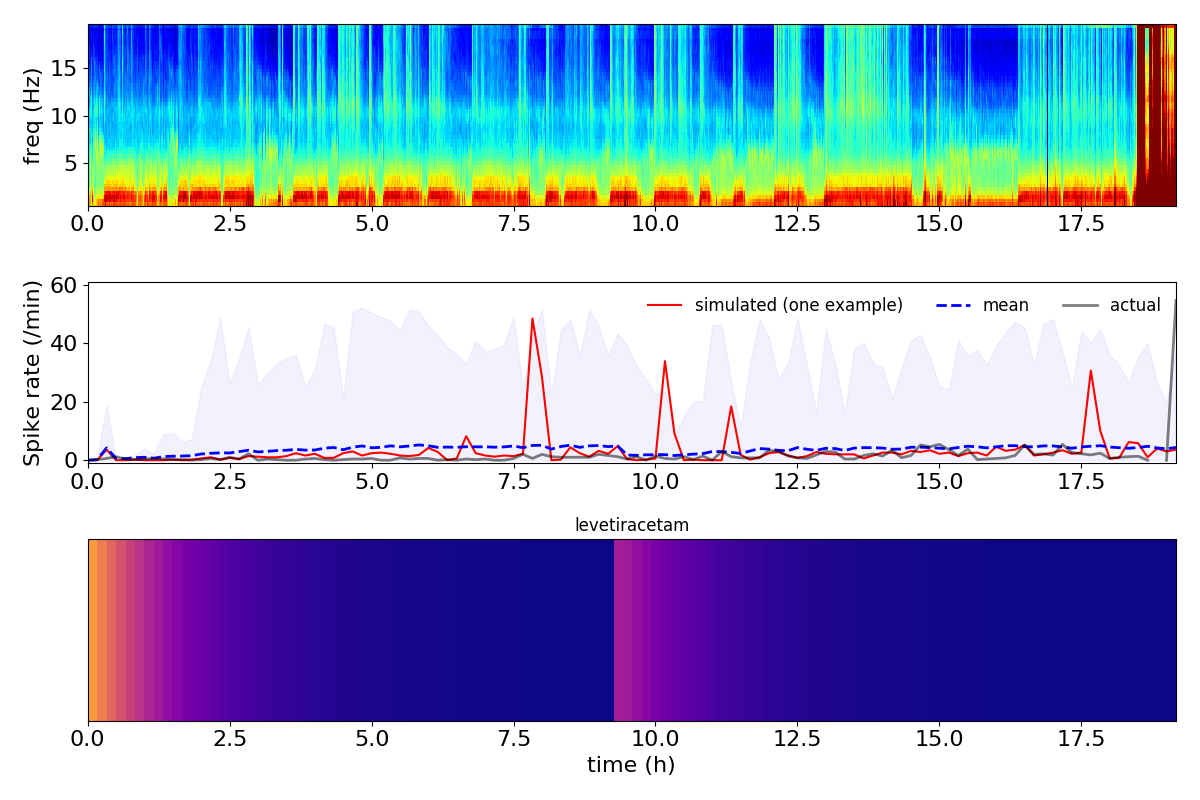 freq (Hz)
15
10
5
0.0 2.5 5.0 7.5 10.0 12.5 15.0 17.5
Spike rate (/min)
60
40
20
0
simulated (one example) mean actual
0.0 2.5 5.0 7.5 10.0 12.5 15.0 17.5
levetiracetam
0.0 2.5 5.0 7.5 10.0 12.5 15.0 17.5
time (h)